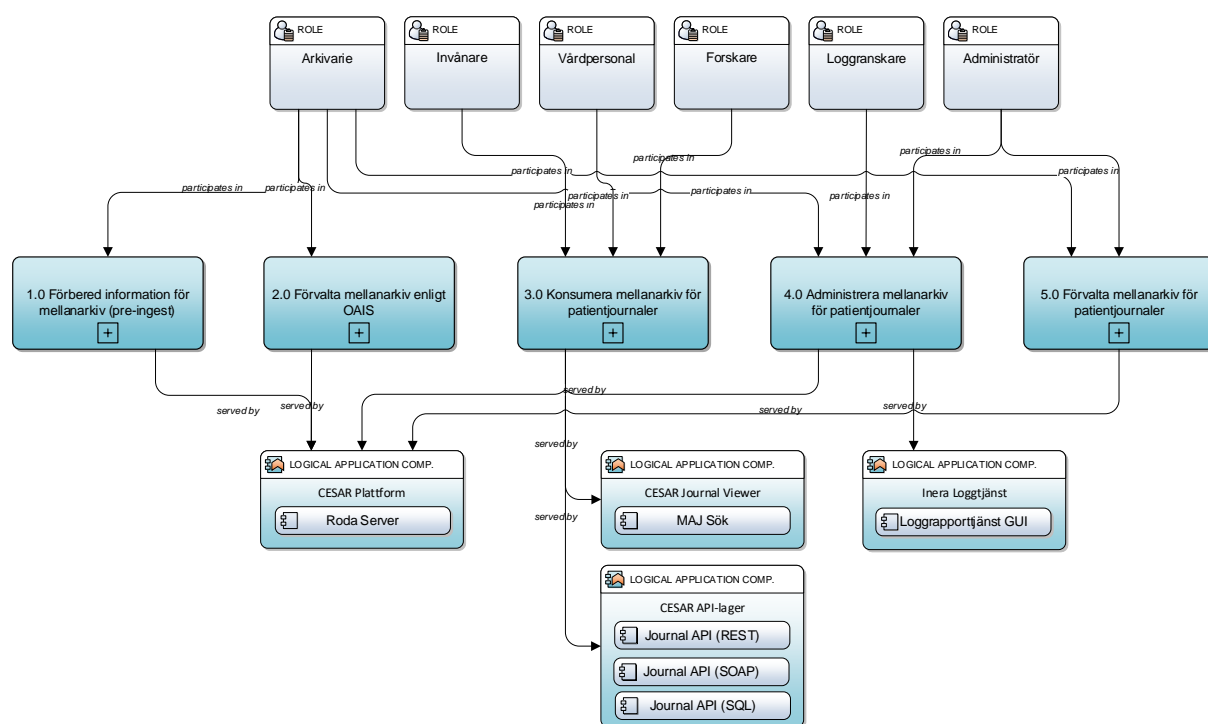 ROLE
Arkivarie
ROLE
Invånare
ROLE
Vårdpersonal
ROLE
Forskare
ROLE
Loggranskare
ROLE
Administratör
participates in
participates in
participates in
participates in
participates in
participates in
participates in
participates in
participates in
participates in
1.0 Förbered information för
mellanarkiv (pre-ingest)
2.0 Förvalta mellanarkiv enligt
OAIS
3.0 Konsumera mellanarkiv för
patientjournaler
4.0 Administrera mellanarkiv
för patientjournaler
5.0 Förvalta mellanarkiv för
patientjournaler
served by
served by
served by
served by
served by
served by
served by
LOGICAL APPLICATION COMP.
CESAR Plattform
Roda Server
LOGICAL APPLICATION COMP.
CESAR Journal Viewer
MAJ Sök
LOGICAL APPLICATION COMP.
Inera Loggtjänst
Loggrapporttjänst GUI
LOGICAL APPLICATION COMP.
CESAR API-lager
Journal API (REST)
Journal API (SOAP)
Journal API (SQL)